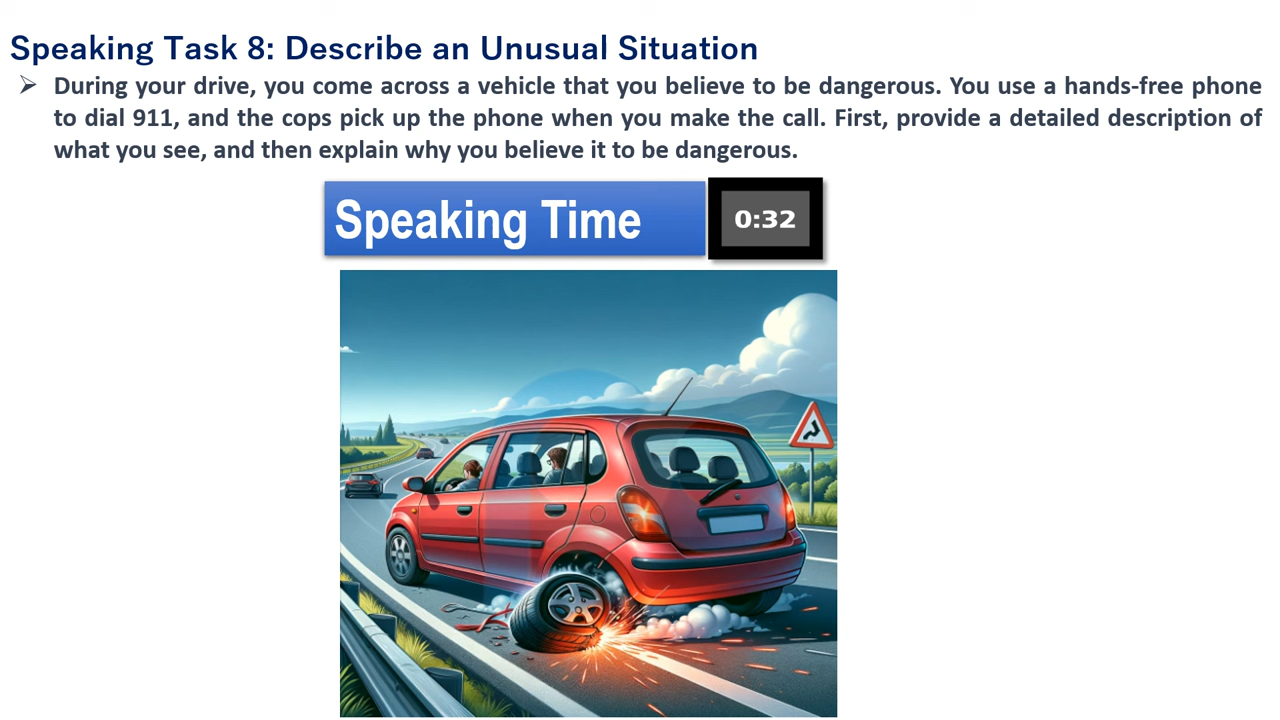 Speaking Task 8: Describe an Unusual Situation
During your drive, you come across a vehicle that you believe to be dangerous. You use a hands-free phone
to dial 911, and the cops pick up the phone when you make the call. First, provide a detailed description of
what you see, and then explain why you believe it to be dangerous.
Speaking Time
0:32